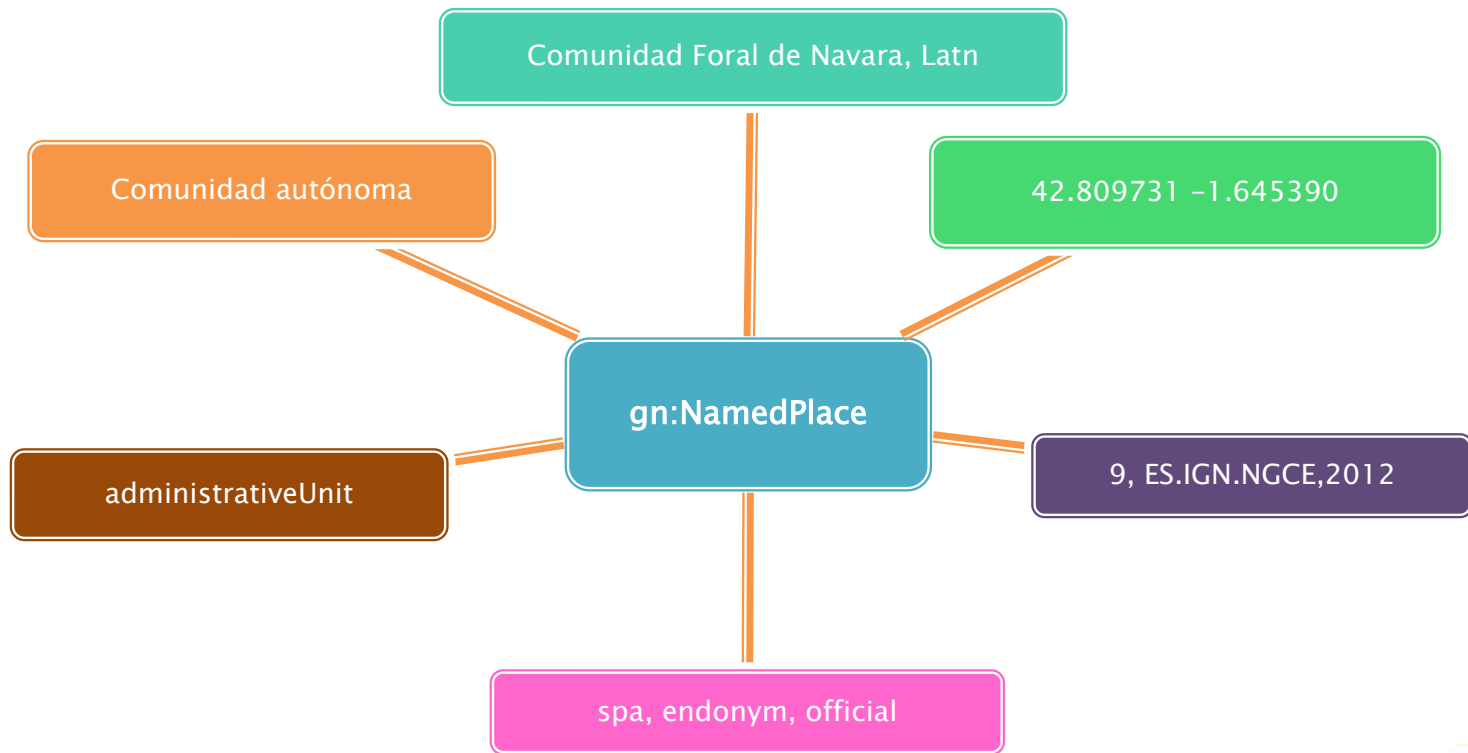 Comunidad Foral de Navara, Latn
Comunidad autónoma
42.809731 -1.645390
gn:NamedPlace
administrativeUnit
9, ES.IGN.NGCE,2012
spa, endonym, official